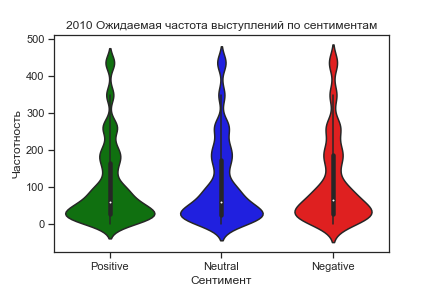 2010 Ожидаемая частота выступлений по сентиментам
500
400
300
200
100
0
Частотность
Positive Neutral Negative
Сентимент